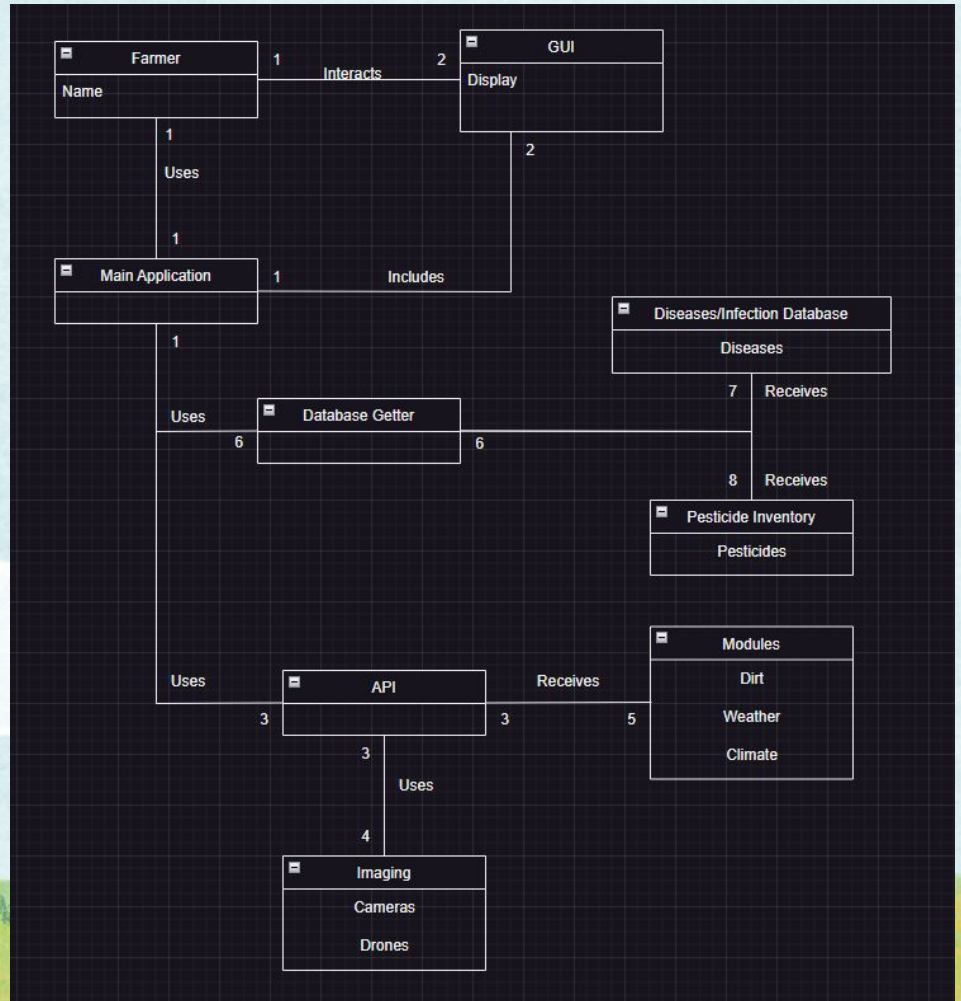 Farmer
Name
1
Interacts
2
GUI
Display
1
Uses
1
2
Main Application
1
Includes
1
Diseases/Infection Database
Diseases
7
Receives
Uses
6
Database Getter
6
8
Receives
Pesticide Inventory
Pesticides
Uses
3
API
3
Receives
5
Modules
Dirt
Weather
Climate
3
Uses
4
Imaging
Cameras
Drones